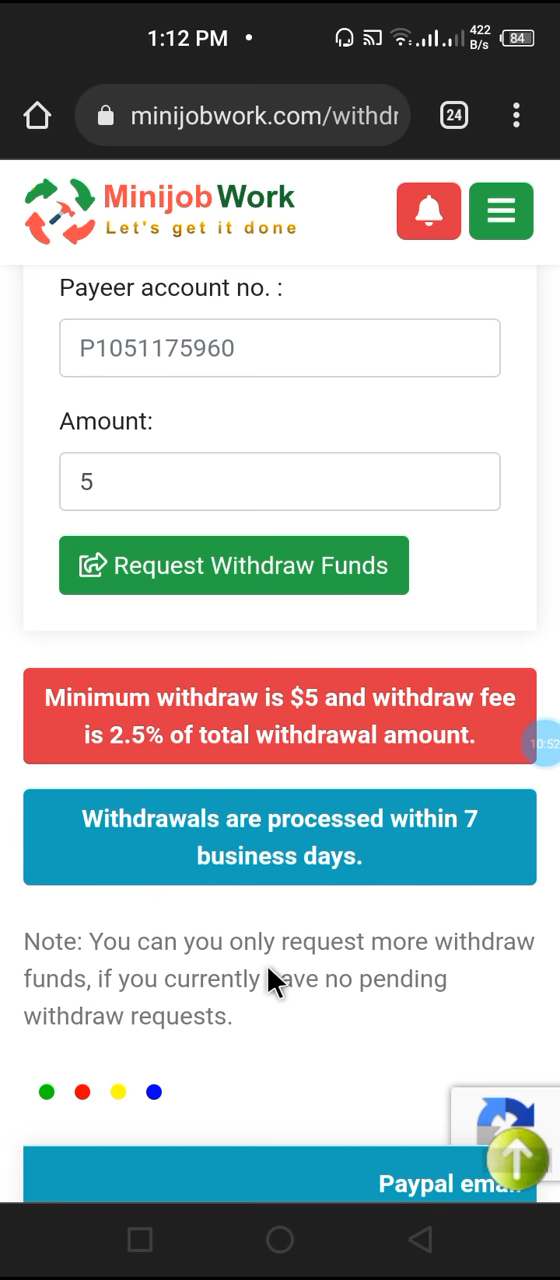 1:12 PM
422
B/s
84
minijobwork.com/withdr
24
Minijob Work
Let's get it done
Payeer account no. :
P1051175960
Amount:
5
Request Withdraw Funds
Minimum withdraw is $5 and withdraw fee
is 2.5% of total withdrawal amount.
10:52
Withdrawals are processed within 7
business days.
Note: You can you only request more withdraw
funds, if you currently have no pending
withdraw requests.
Paypal email